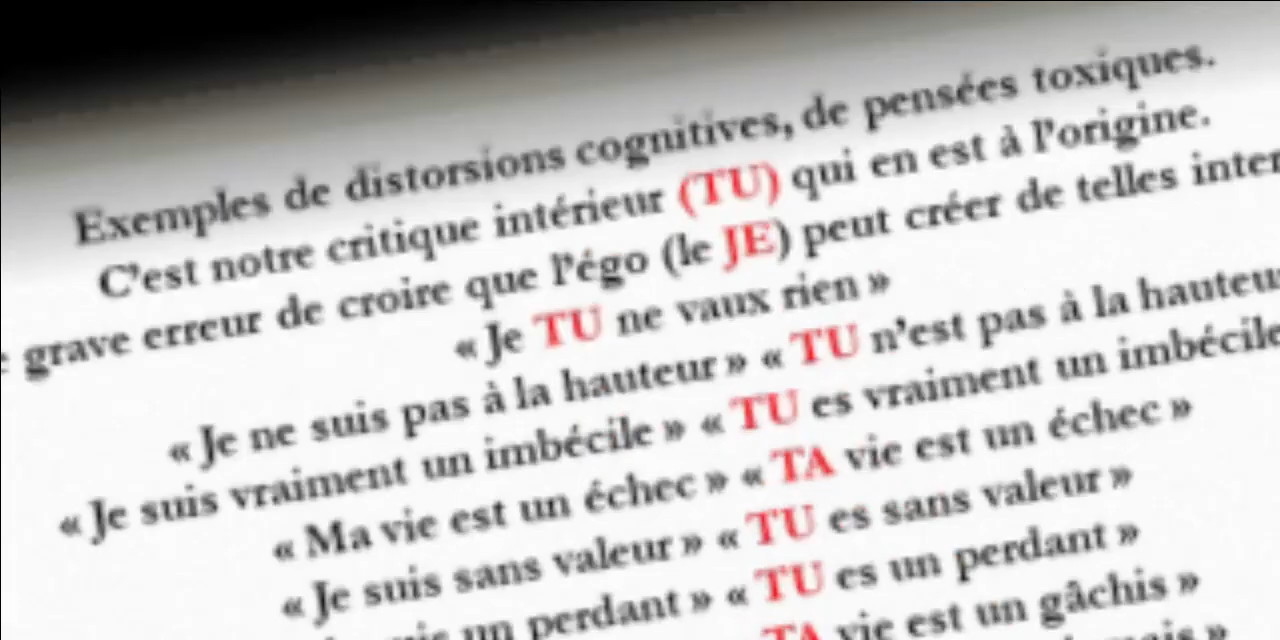 Exemples de distorsions cognitives, de pensées toxiques.
C'est notre critique intérieur (TU) qui en est à l'origine.
grave erreur de croire que l'égo (le JE) peut créer de telles inter
« Je TU ne vaux rien »
« Je ne suis pas à la hauteur » « TU n'est pas à la hauteu
« Je suis vraiment un imbécile » « TU es vraiment un imbécile
« Ma vie est un échec » « TA vie est un échec »
« Je suis sans valeur » « TU es sans valeur »
un perdant » « TU es un perdant »
TA vie est un gâchis »